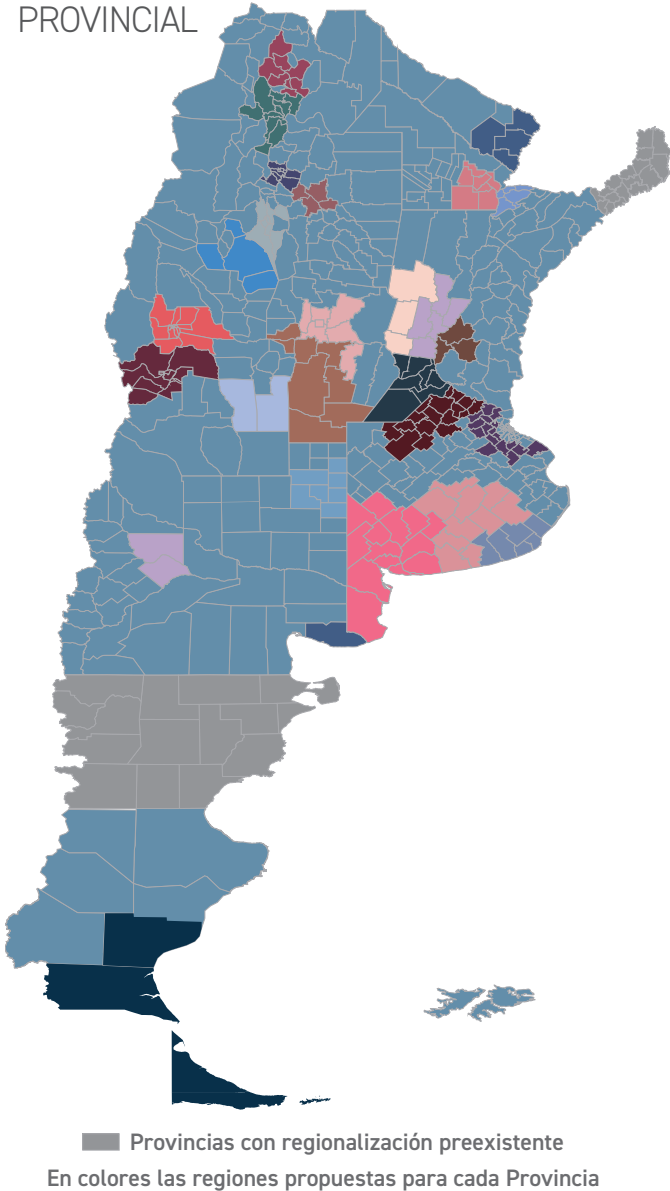 PROVINCIAL
Provincias con regionalización preexistente
En colores las regiones propuestas para cada Provincia